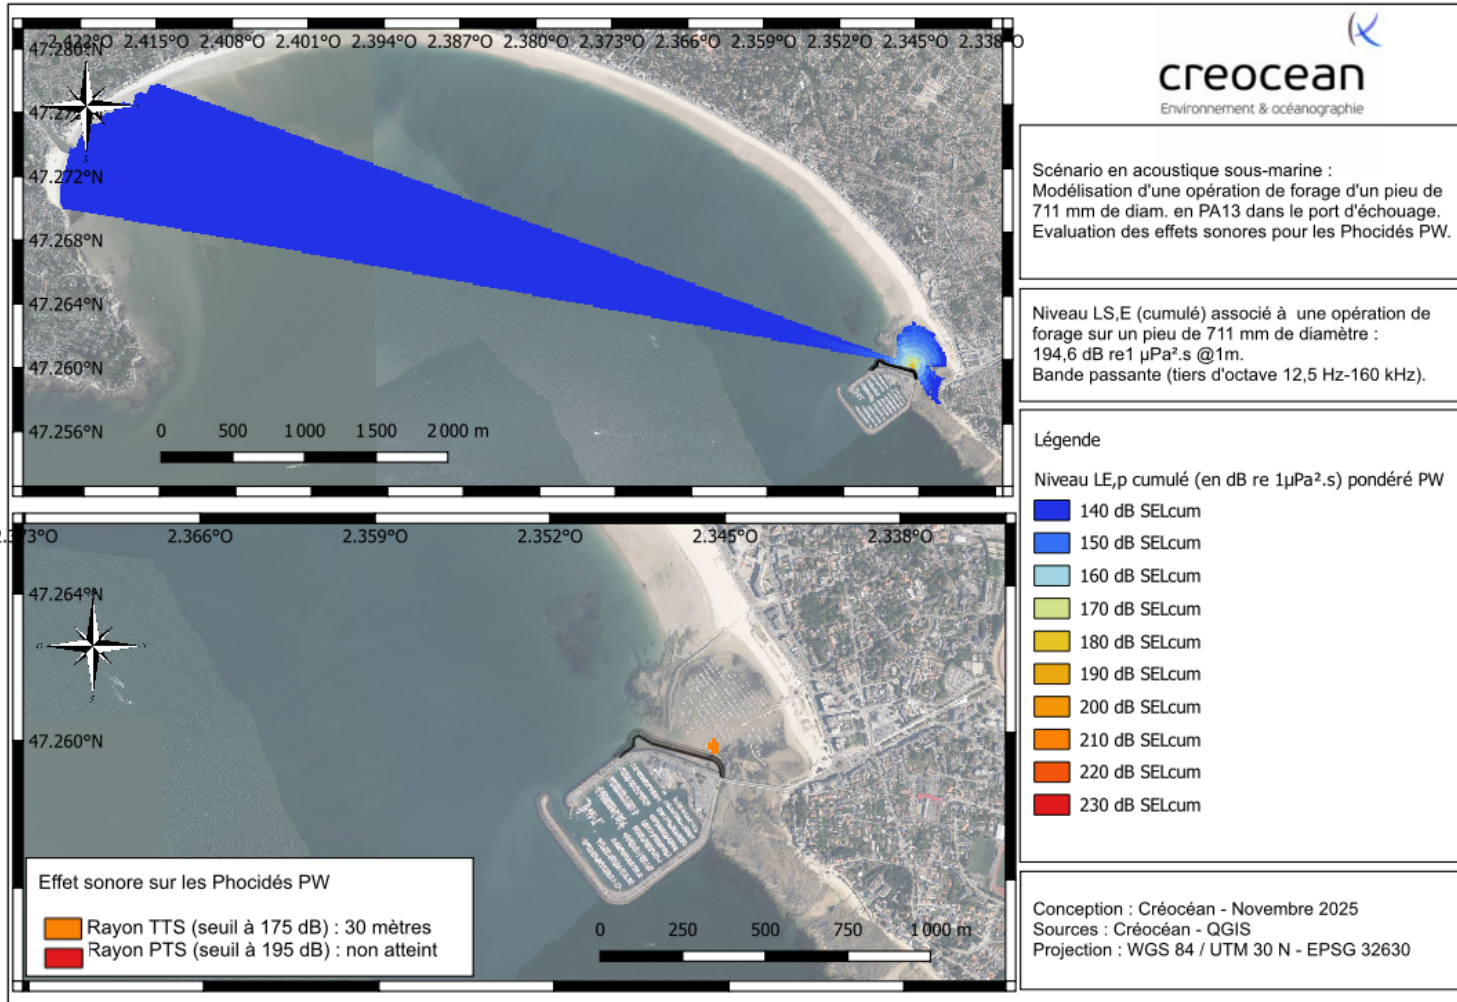 2.422°O 2.415°O 2.408°O 2.401°O 2.394°O 2.387°O 2.380°O 2.373°O 2.366°O 2.359°O 2.352°O 2.345°O 2.338°O
47.280°N
47.272°N
47.268°N
47.264°N
47.260°N
47.256°N
0 500 1 000 1 500 2 000 m
creocean
Environnement & océanographie
Scénario en acoustique sous-marine :
Modélisation d'une opération de forage d'un pieu de
711 mm de diam. en PA13 dans le port d'échouage.
Evaluation des effets sonores pour les Phocidés PW.
Niveau LS,E (cumulé) associé à une opération de
forage sur un pieu de 711 mm de diamètre :
194,6 dB re1 µPa².s @1m.
Bande passante (tiers d'octave 12,5 Hz-160 kHz).
Légende
Niveau LE,p cumulé (en dB re 1µPa².s) pondéré PW
140 dB SELcum
150 dB SELcum
160 dB SELcum
170 dB SELcum
180 dB SELcum
190 dB SELcum
200 dB SELcum
210 dB SELcum
220 dB SELcum
230 dB SELcum
2.366°O 2.359°O 2.352°O 2.345°O 2.338°O
47.264°N
47.260°N
Effet sonore sur les Phocidés PW
Rayon TTS (seuil à 175 dB) : 30 mètres
Rayon PTS (seuil à 195 dB) : non atteint
0 250 500 750 1 000 m
Conception : Créocéan - Novembre 2025
Sources : Créocéan - QGIS
Projection : WGS 84 / UTM 30 N - EPSG 32630